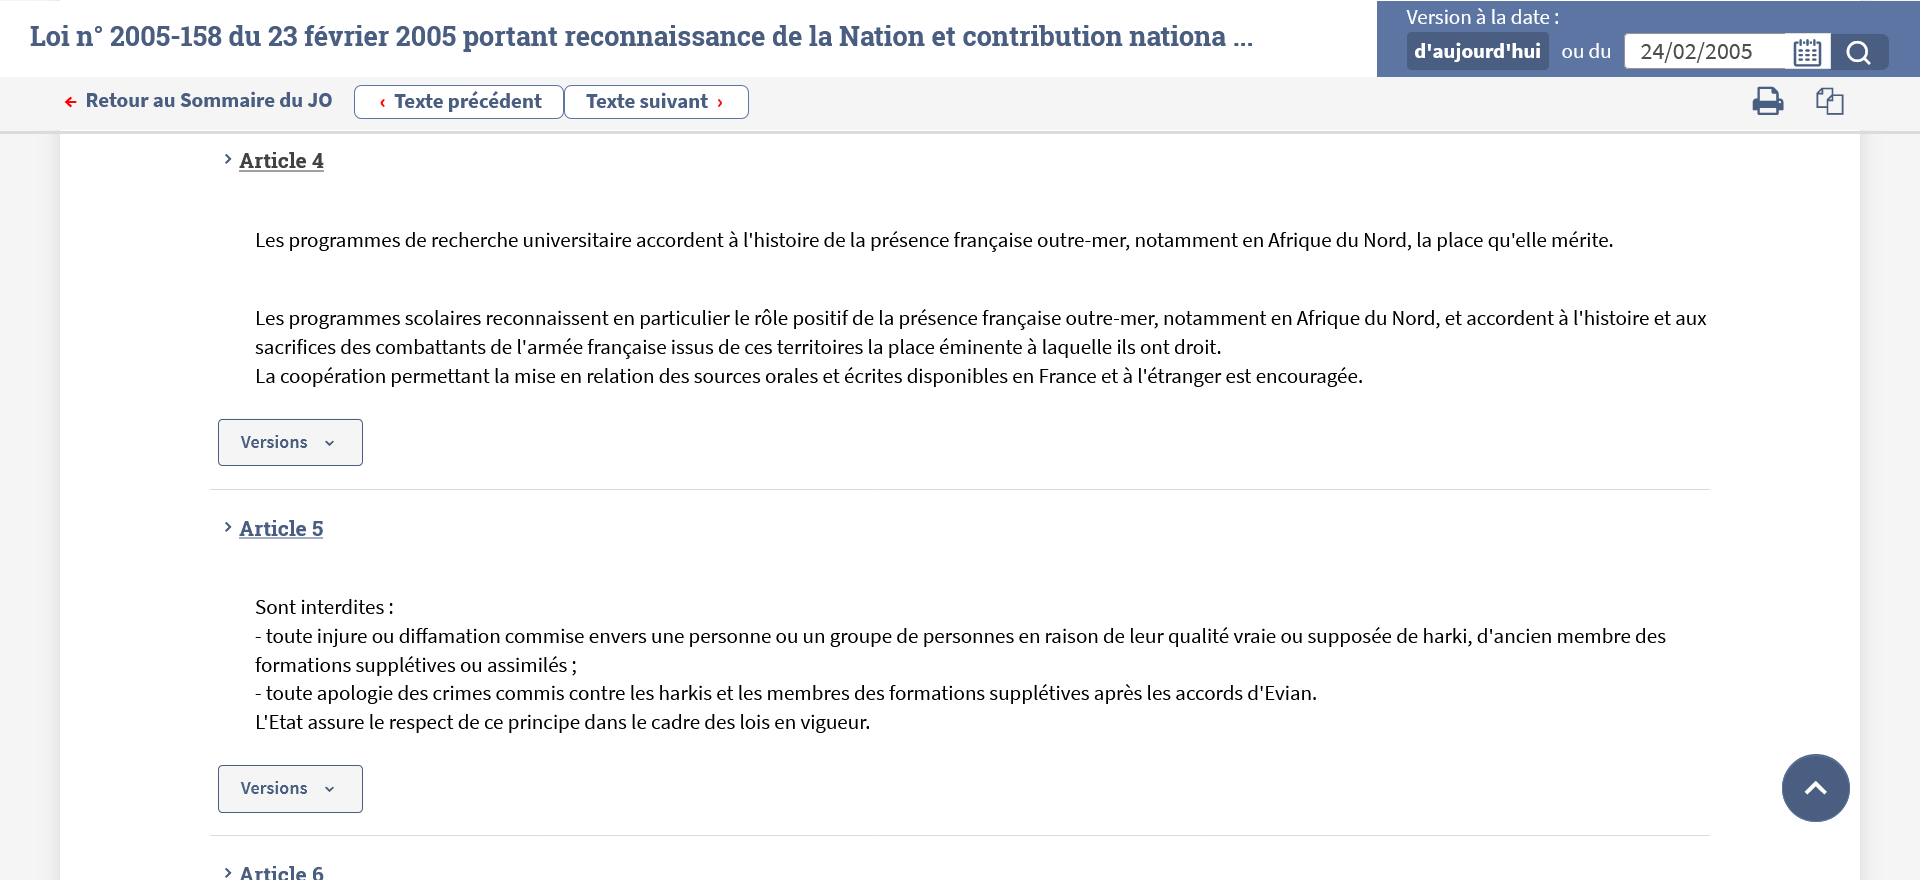 Loi n° 2005-158 du 23 février 2005 portant reconnaissance de la Nation et contribution nationa ...
Version à la date :
d'aujourd'hui ou du 24/02/2005
Retour au Sommaire du JO
Texte précédent
Texte suivant
Article 4
Les programmes de recherche universitaire accordent à l'histoire de la présence française outre-mer, notamment en Afrique du Nord, la place qu'elle mérite.
Les programmes scolaires reconnaissent en particulier le rôle positif de la présence française outre-mer, notamment en Afrique du Nord, et accordent à l'histoire et aux
sacrifices des combattants de l'armée française issus de ces territoires la place éminente à laquelle ils ont droit.
La coopération permettant la mise en relation des sources orales et écrites disponibles en France et à l'étranger est encouragée.
Versions
Article 5
Sont interdites :
- toute injure ou diffamation commise envers une personne ou un groupe de personnes en raison de leur qualité vraie ou supposée de harki, d'ancien membre des
formations supplétives ou assimilés ;
- toute apologie des crimes commis contre les harkis et les membres des formations supplétives après les accords d'Evian.
L'Etat assure le respect de ce principe dans le cadre des lois en vigueur.
Versions
Article 6